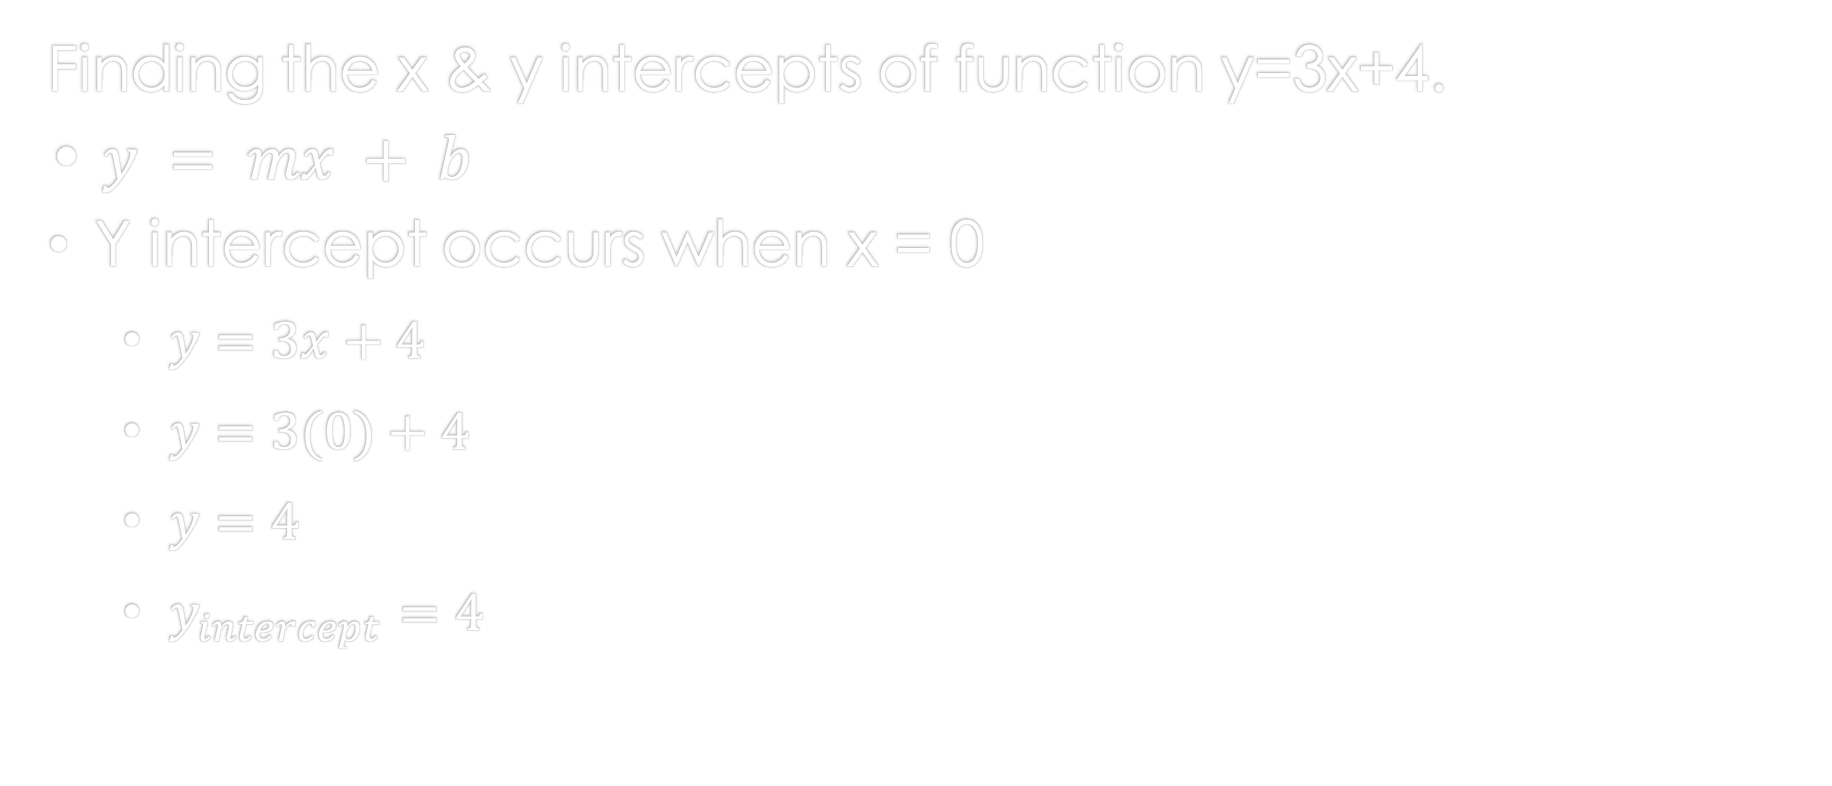 Finding the x & y intercepts of function y=3x+4.
• y = mx + b
• Y intercept occurs when x = 0
• y = 3x + 4
• y = 3(0) + 4
• y = 4
• y_intercept = 4